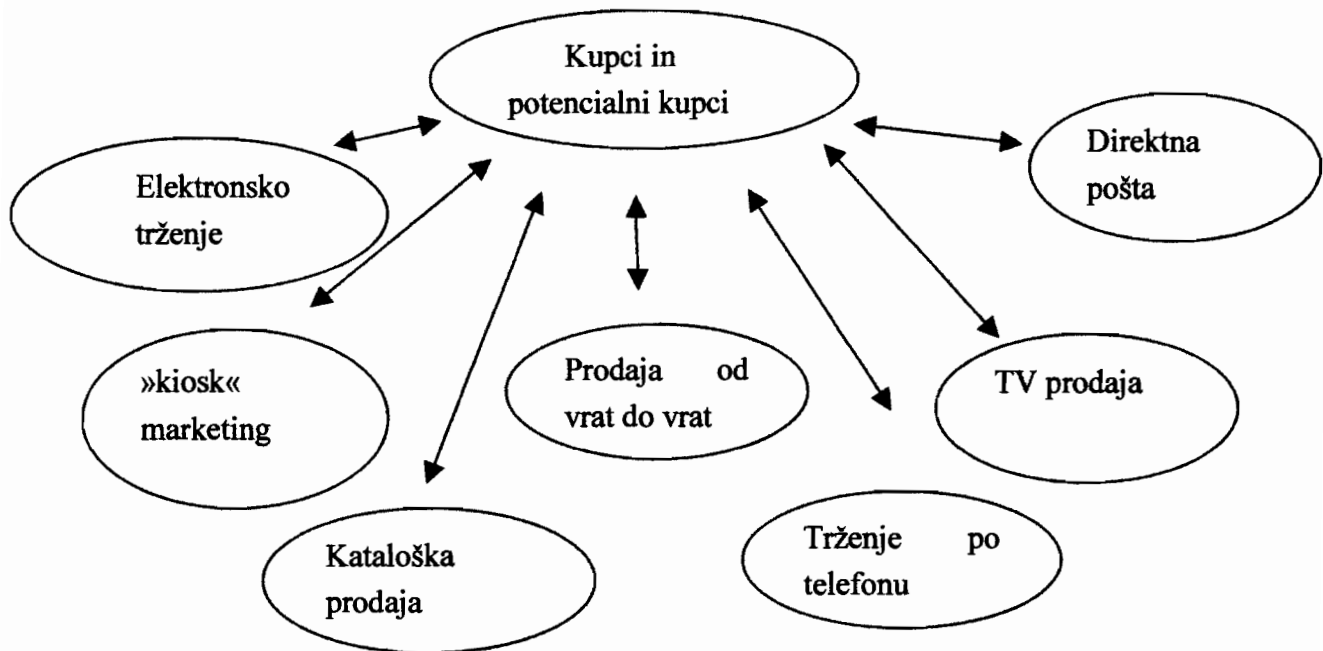 Kupci in
potencialni kupci
Elektronsko
trženje
Direktna
pošta
»kiosk«
marketing
Prodaja od
vrat do vrat
TV prodaja
Kataloška
prodaja
Trženje po
telefonu